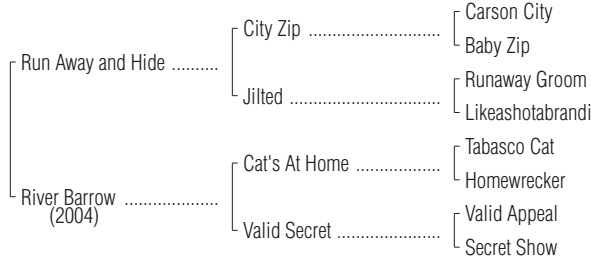 Carson City
City Zip ............................
Baby Zip
Run Away and Hide ..........
Runaway Groom
Jilted ................................
Likeashotabrandi
Tabasco Cat
Cat's At Home ..................
Homewrecker
River Barrow ....................
(2004)
Valid Appeal
Valid Secret ......................
Secret Show